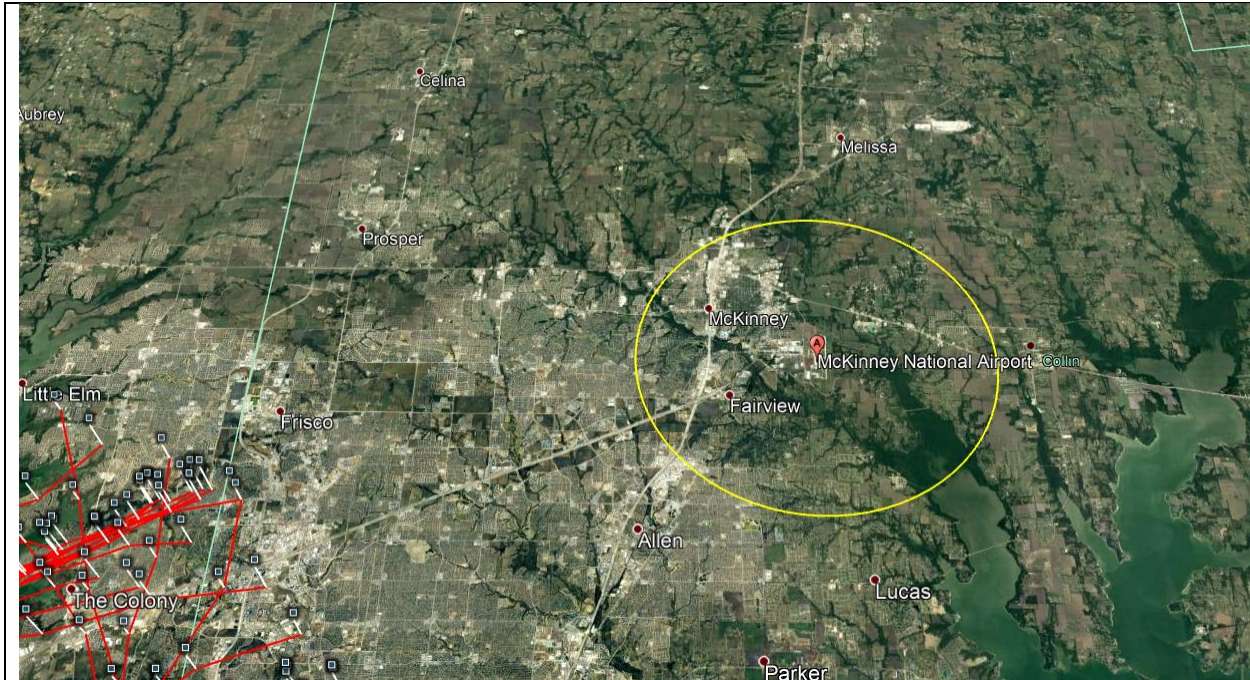 Celina
Aubrey
Melissa
Prosper
McKinney
A
McKinney National Airport
Collin
Little Elm
Fairview
Frisco
Allen
The Colony
Lucas
Parker